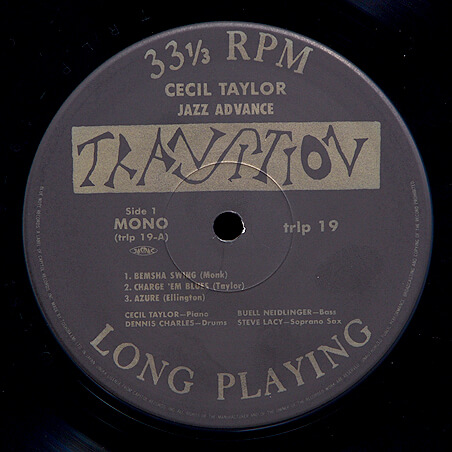 33 1/3 RPM
CECIL TAYLOR
JAZZ ADVANCE
TRANSITION
Side 1
MONO
(trlp 19-A)
trlp 19
1. BEMSHA SWING (Monk)
2. CHARGE 'EM BLUES (Taylor)
3. AZURE (Ellington)
CECIL TAYLOR—Piano BUELL NEIDLINGER—Bass
DENNIS CHARLES—Drums STEVE LACY—Soprano Sax
LONG PLAYING